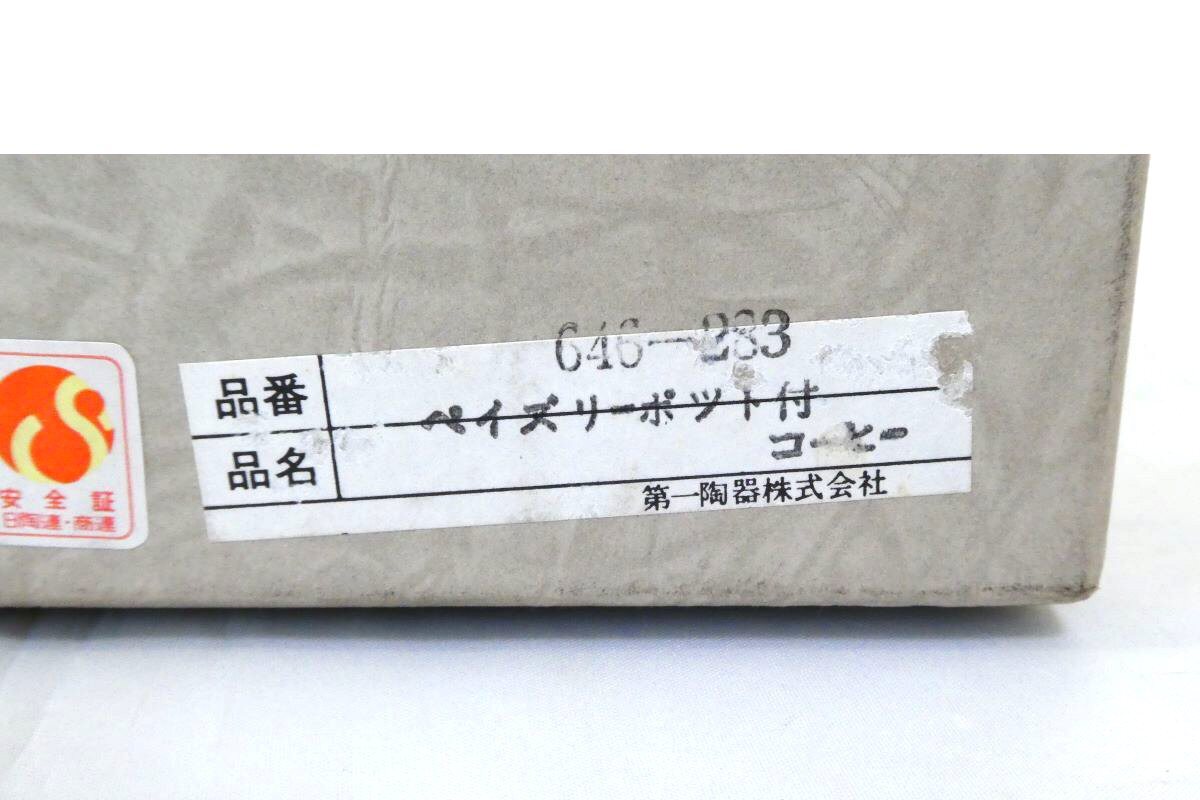 品番 646-283
品名 ペイズリーポット付
コーヒー
第一陶器株式会社
安全証
日陶連・商連